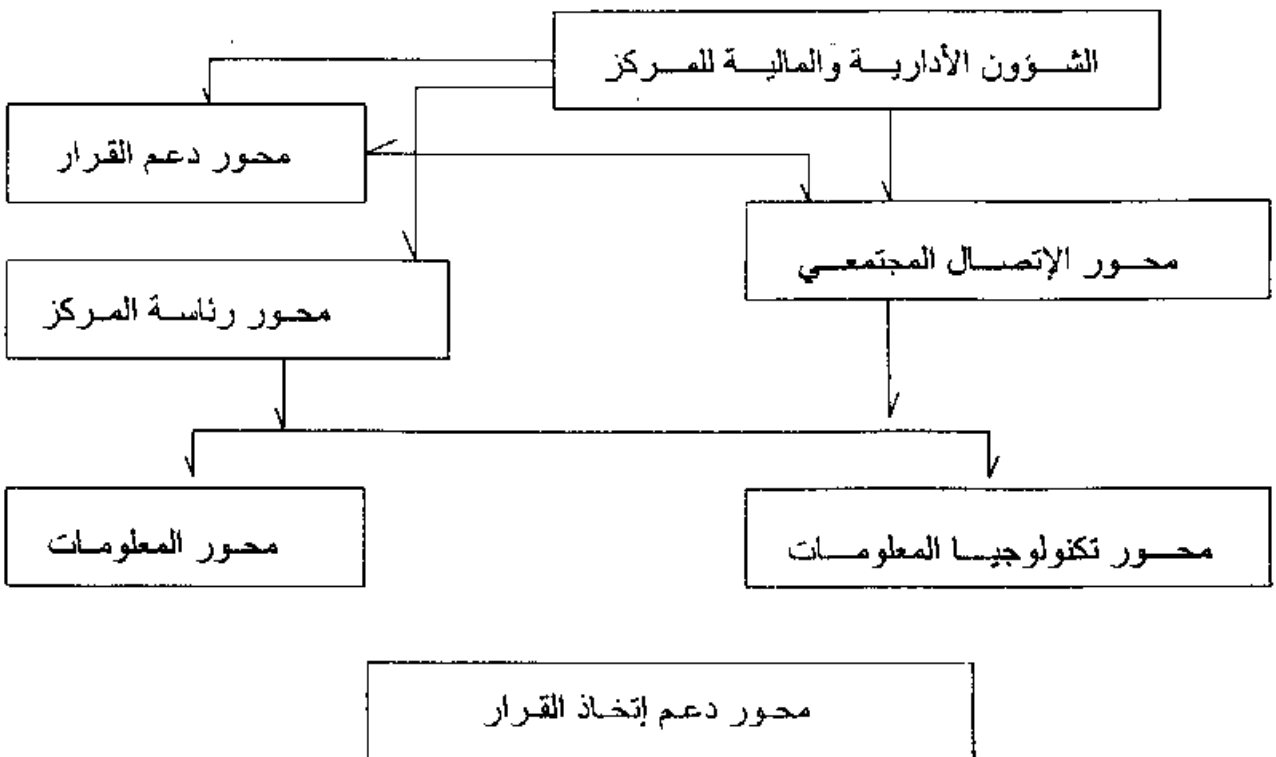 الشؤون الأدارية والمالية للمركز
محور دعم القرار
محور الإتصال المجتمعي
محور رئاسة المركز
محور تكنولوجيا المعلومات
محور المعلومات
محور دعم إتخاذ القرار